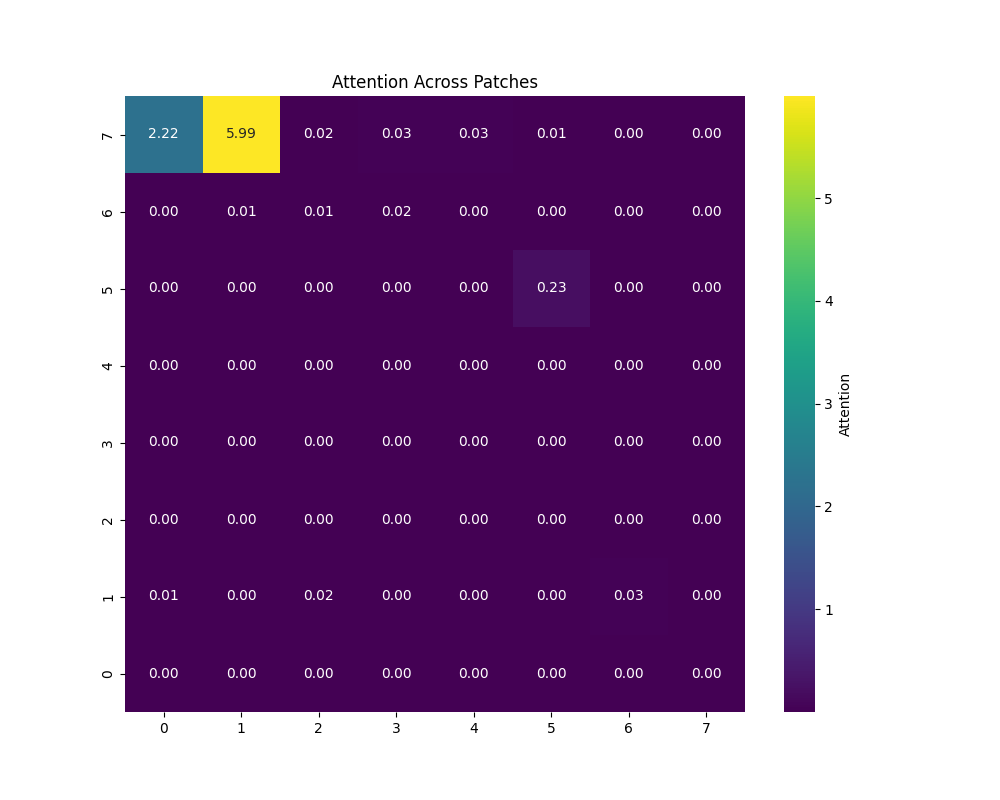 Attention Across Patches
7 2.22 5.99 0.02 0.03 0.03 0.01 0.00 0.00
6 0.00 0.01 0.01 0.02 0.00 0.00 0.00 0.00
5 0.00 0.00 0.00 0.00 0.00 0.23 0.00 0.00
4 0.00 0.00 0.00 0.00 0.00 0.00 0.00 0.00
3 0.00 0.00 0.00 0.00 0.00 0.00 0.00 0.00
2 0.00 0.00 0.00 0.00 0.00 0.00 0.00 0.00
1 0.01 0.00 0.02 0.00 0.00 0.00 0.03 0.00
0 0.00 0.00 0.00 0.00 0.00 0.00 0.00 0.00
0 1 2 3 4 5 6 7
5
4
3
2
1
Attention